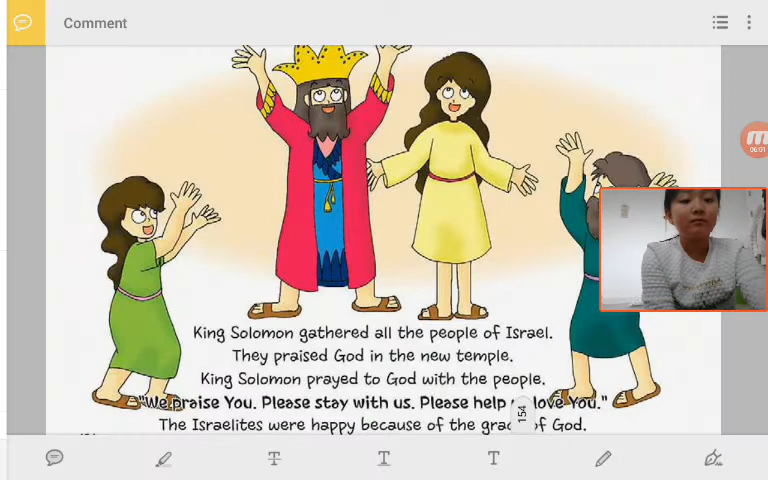 Comment
06:01
King Solomon gathered all the people of Israel.
They praised God in the new temple.
King Solomon prayed to God with the people.
"We praise You. Please stay with us. Please help love You."
154
The Israelites were happy because of the grac of God.